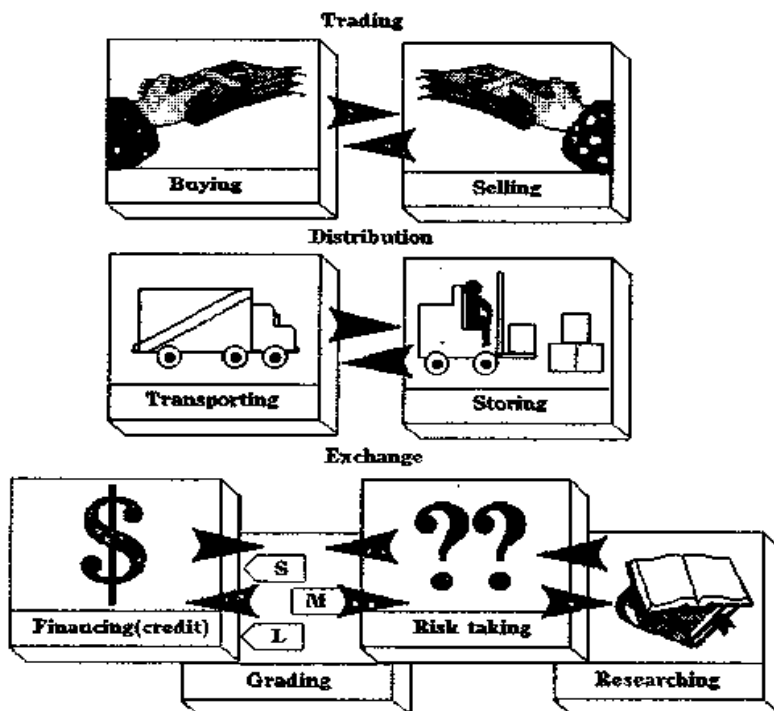 Trading
Buying
Selling
Distribution
Transporting
Storing
Exchange
$
??
S
M
L
Financing(credit)
Risk taking
Grading
Researching